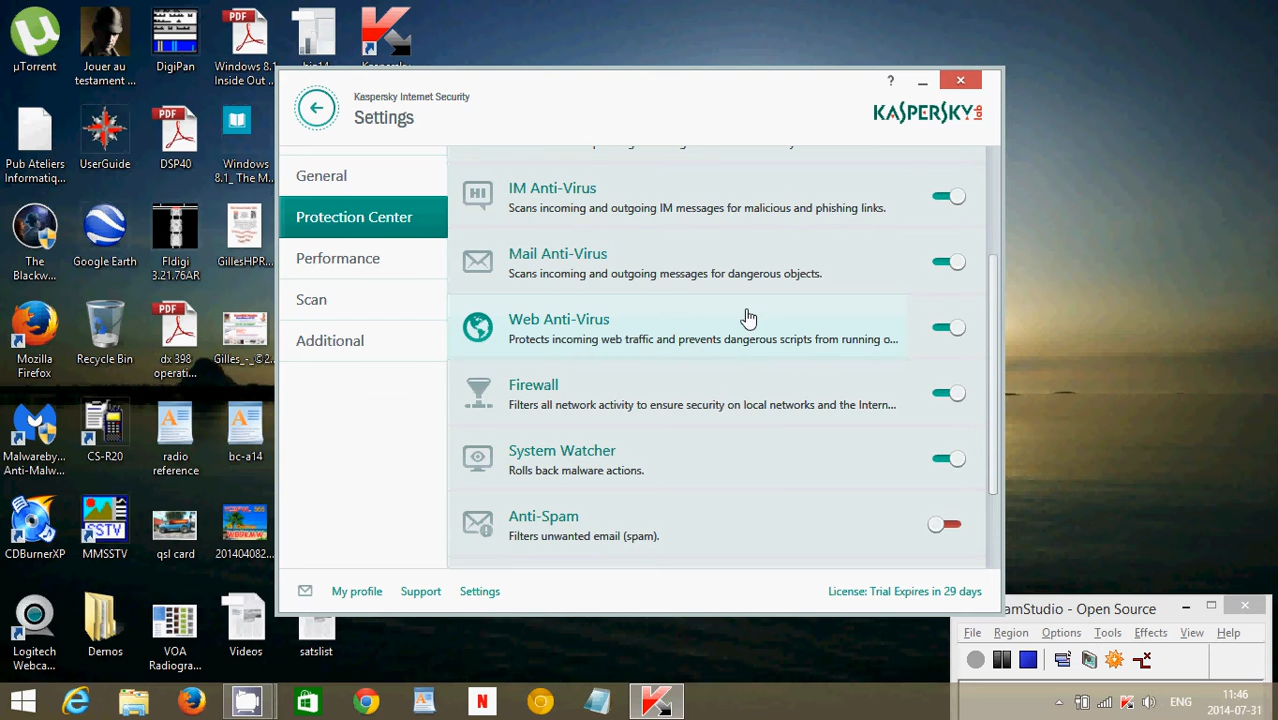 µTorrent
Jouer au
testament ...
DigiPan
Windows 8.1
Inside Out ...
Kaspersky Internet Security
Settings
KASPERSKY lab
General
Protection Center
Performance
Scan
Additional
IM Anti-Virus
Scans incoming and outgoing IM messages for malicious and phishing links.
Mail Anti-Virus
Scans incoming and outgoing messages for dangerous objects.
Web Anti-Virus
Protects incoming web traffic and prevents dangerous scripts from running o...
Firewall
Filters all network activity to ensure security on local networks and the Intern...
System Watcher
Rolls back malware actions.
Anti-Spam
Filters unwanted email (spam).
My profile
Support
Settings
License: Trial Expires in 29 days
Pub Ateliers
Informatiq...
UserGuide
DSP40
Windows
8.1_ The M...
The
Blackw...
Google Earth
Fldigi
3.21.76AR
GillesHPR...
Mozilla
Firefox
Recycle Bin
dx 398
operati...
Gilles_-_©2...
Malwareby...
Anti-Malw...
CS-R20
radio
reference
bc-a14
CDBurnerXP
MMSSTV
qsl card
201404082...
Logitech
Webca...
Demos
VOA
Radiogra...
Videos
satslist
amStudio - Open Source
File
Region
Options
Tools
Effects
View
Help
ENG
11:46
2014-07-31